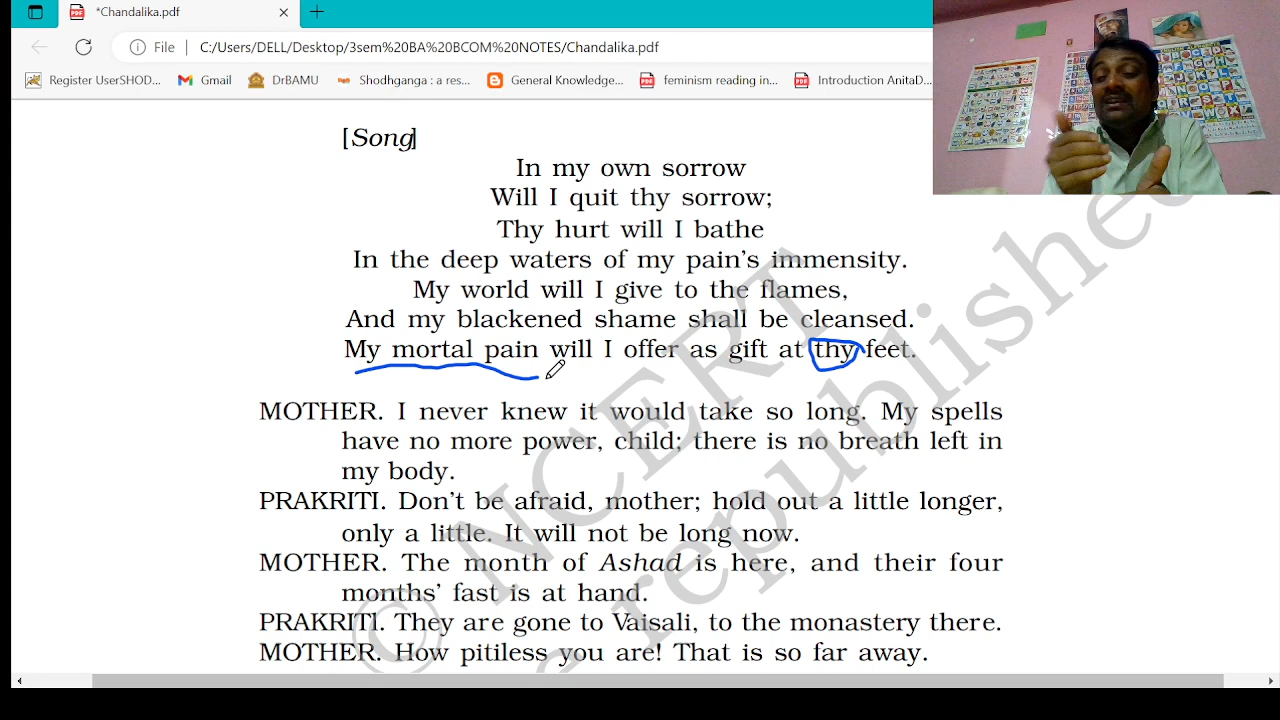 *Chandalika.pdf
File
C:/Users/DELL/Desktop/3sem%20BA%20BCOM%20NOTES/Chandalika.pdf
Register UserSHOD...
Gmail
DrBAMU
Shodhganga : a res...
General Knowledge...
feminism reading in...
Introduction AnitaD...
[Song]
In my own sorrow
Will I quit thy sorrow;
Thy hurt will I bathe
In the deep waters of my pain's immensity.
My world will I give to the flames,
And my blackened shame shall be cleansed.
My mortal pain will I offer as gift at thy feet.
MOTHER. I never knew it would take so long. My spells
have no more power, child; there is no breath left in
my body.
PRAKRITI. Don't be afraid, mother; hold out a little longer,
only a little. It will not be long now.
MOTHER. The month of Ashad is here, and their four
months' fast is at hand.
PRAKRITI. They are gone to Vaisali, to the monastery there.
MOTHER. How pitiless you are! That is so far away.
© NCERT
be republished